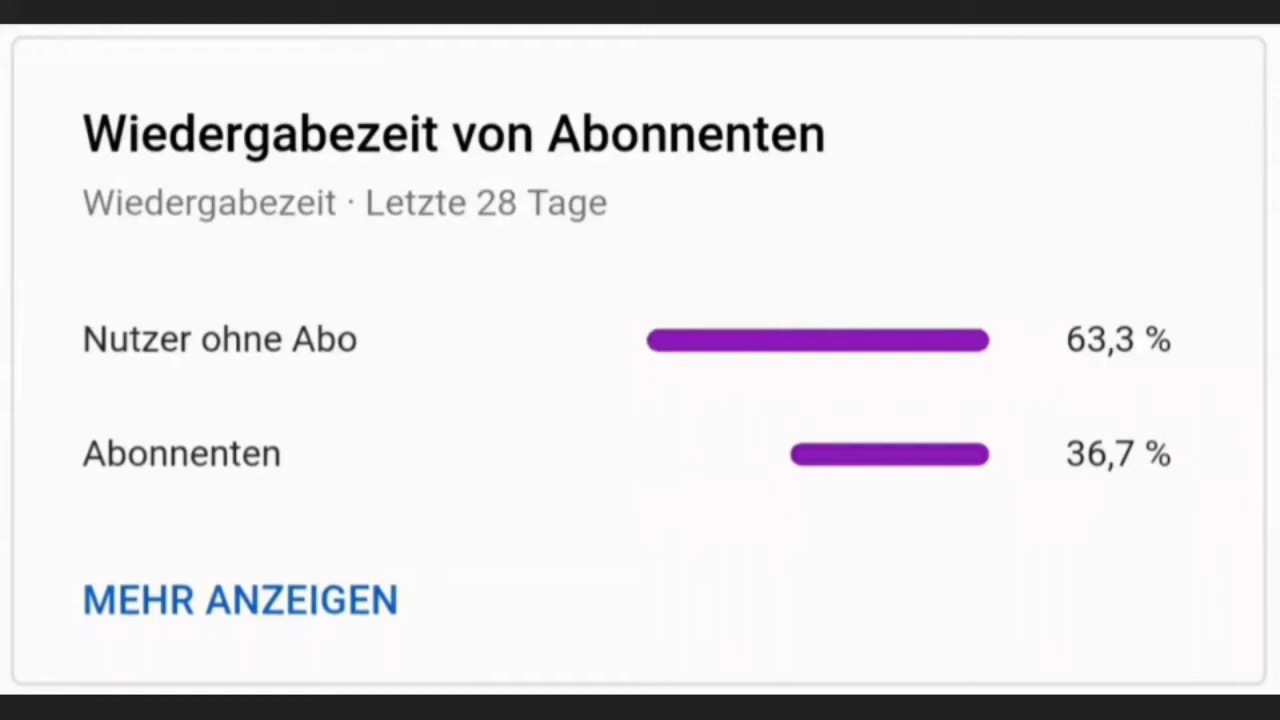 Wiedergabezeit von Abonnenten
Wiedergabezeit · Letzte 28 Tage
Nutzer ohne Abo 63,3 %
Abonnenten 36,7 %
MEHR ANZEIGEN